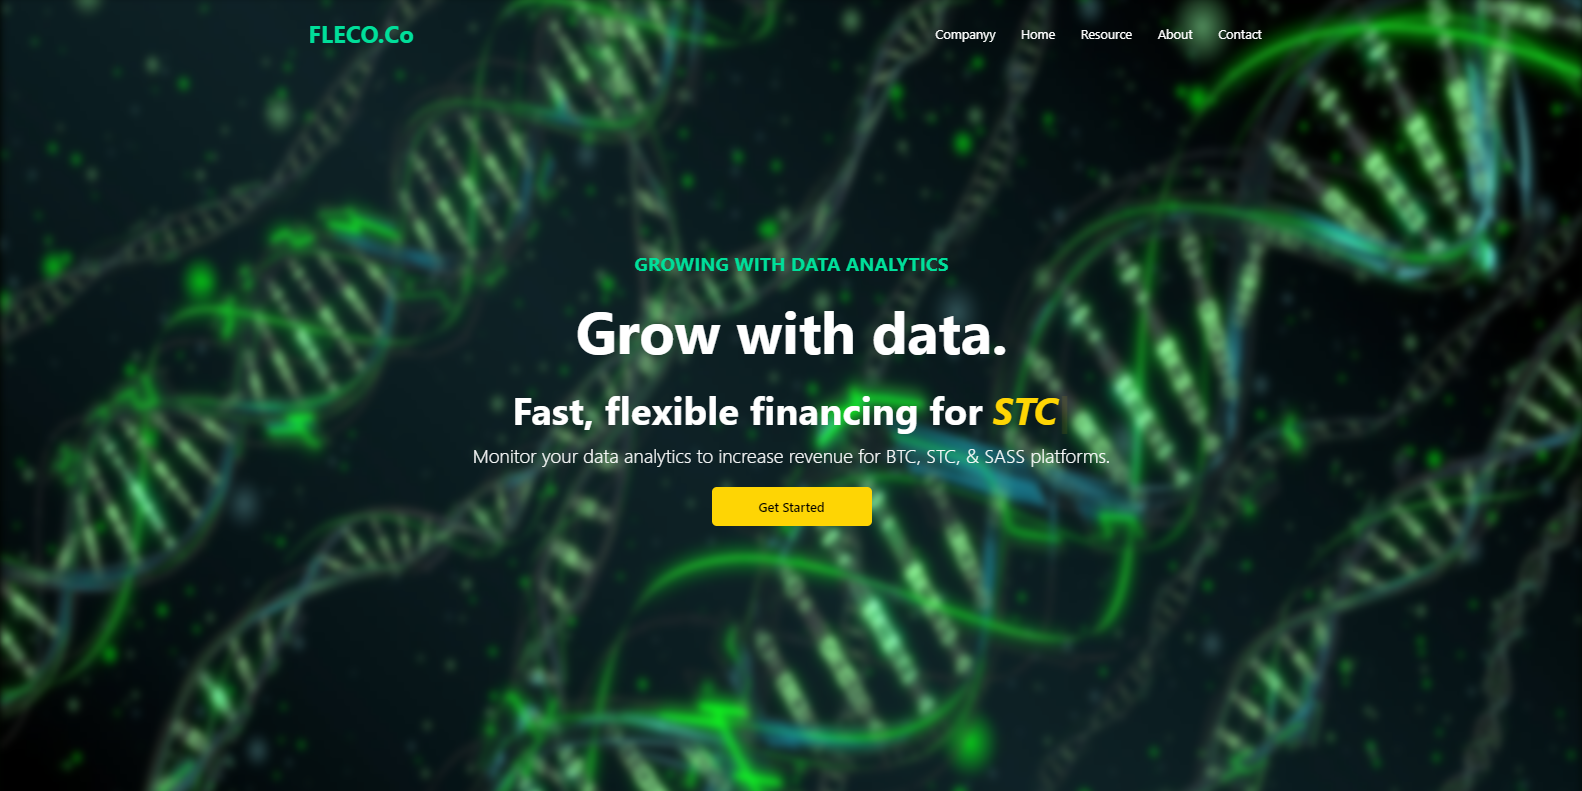 FLECO.Co
Companyy Home Resource About Contact
GROWING WITH DATA ANALYTICS
Grow with data.
Fast, flexible financing for STC
Monitor your data analytics to increase revenue for BTC, STC, & SASS platforms.
Get Started